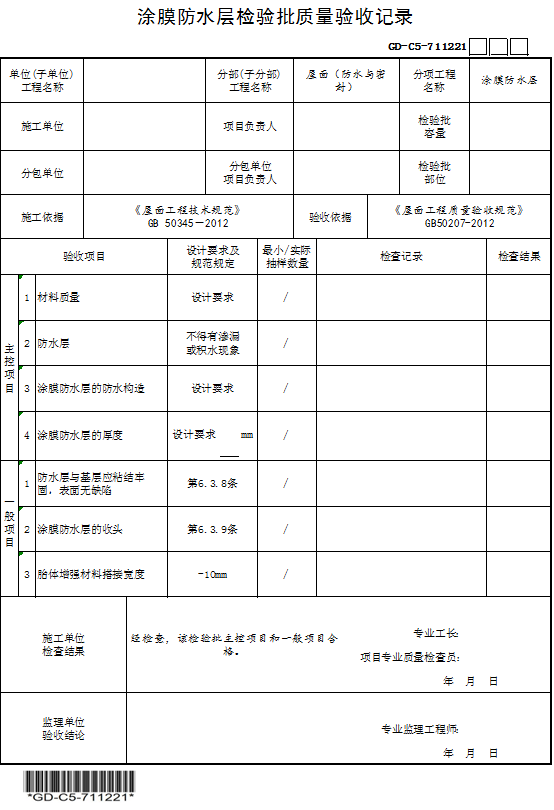 涂膜防水层检验批质量验收记录
GD-C5-711221
单位(子单位)
工程名称
分部(子分部)
工程名称
屋面（防水与密
封）
分项工程
名称
涂膜防水层
施工单位
项目负责人
检验批
容量
分包单位
分包单位
项目负责人
检验批
部位
施工依据
《屋面工程技术规范》
GB 50345－2012
验收依据
《屋面工程质量验收规范》
GB50207-2012
验收项目
设计要求及
规范规定
最小/实际
抽样数量
检查记录
检查结果
主控项目
1 材料质量 设计要求 /
2 防水层 不得有渗漏
或积水现象 /
3 涂膜防水层的防水构造 设计要求 /
4 涂膜防水层的厚度 设计要求 mm /
一般项目
1 防水层与基层应粘结牢
固，表面无缺陷 第6.3.8条 /
2 涂膜防水层的收头 第6.3.9条 /
3 胎体增强材料搭接宽度 -10mm /
施工单位
检查结果
经检查，该检验批主控项目和一般项目合
格。
专业工长:
项目专业质量检查员:
年 月 日
监理单位
验收结论
专业监理工程师:
年 月 日
*GD-C5-711221*